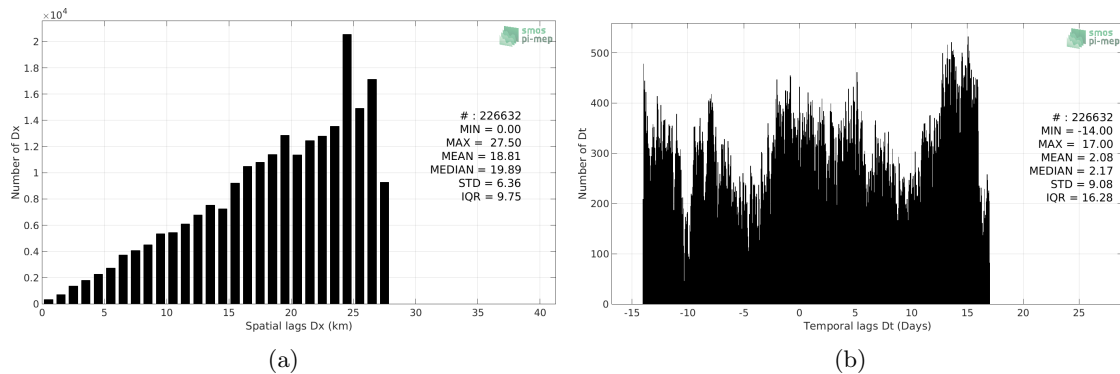 ×10⁴
2
1.8
1.6
1.4
1.2
1
0.8
0.6
0.4
0.2
0
Number of Dx
smos
pi-mep
# : 226632
MIN = 0.00
MAX = 27.50
MEAN = 18.81
MEDIAN = 19.89
STD = 6.36
IQR = 9.75
0 5 10 15 20 25 30 35 40
Spatial lags Dx (km)
(a)
500
400
300
200
100
0
Number of Dt
smos
pi-mep
# : 226632
MIN = -14.00
MAX = 17.00
MEAN = 2.08
MEDIAN = 2.17
STD = 9.08
IQR = 16.28
-15 -10 -5 0 5 10 15 20 25
Temporal lags Dt (Days)
(b)